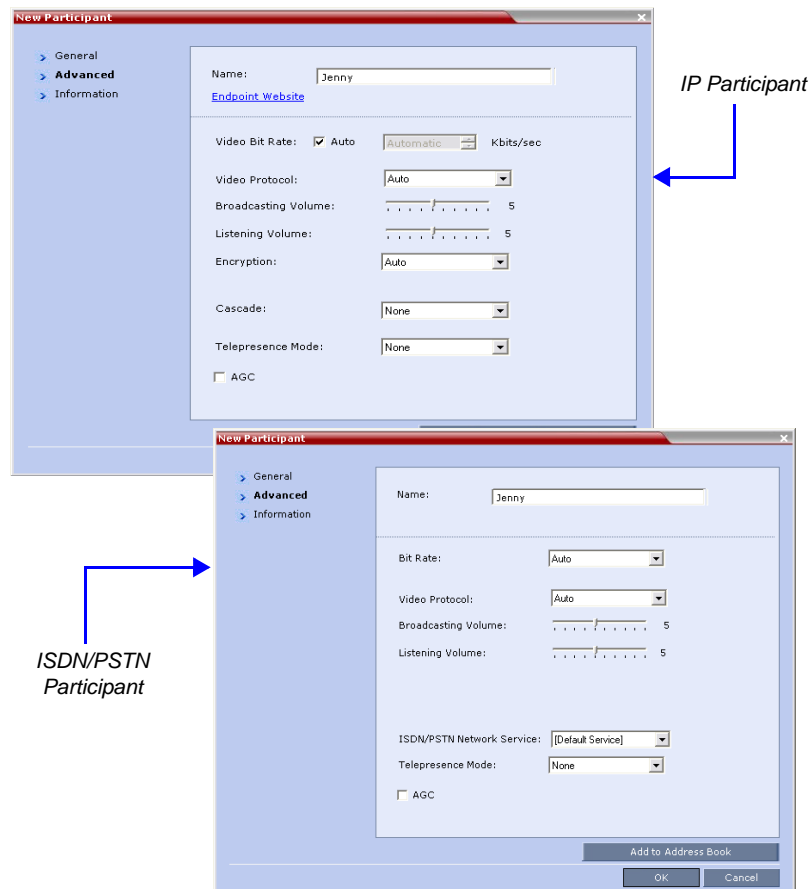 New Participant
General
Advanced
Information
Name: Jenny
Endpoint Website
Video Bit Rate: Auto Automatic Kbits/sec
Video Protocol: Auto
Broadcasting Volume: 5
Listening Volume: 5
Encryption: Auto
Cascade: None
Telepresence Mode: None
AGC
IP Participant
New Participant
General
Advanced
Information
Name: Jenny
Bit Rate: Auto
Video Protocol: Auto
Broadcasting Volume: 5
Listening Volume: 5
ISDN/PSTN Network Service: [Default Service]
Telepresence Mode: None
AGC
Add to Address Book
OK Cancel
ISDN/PSTN
Participant